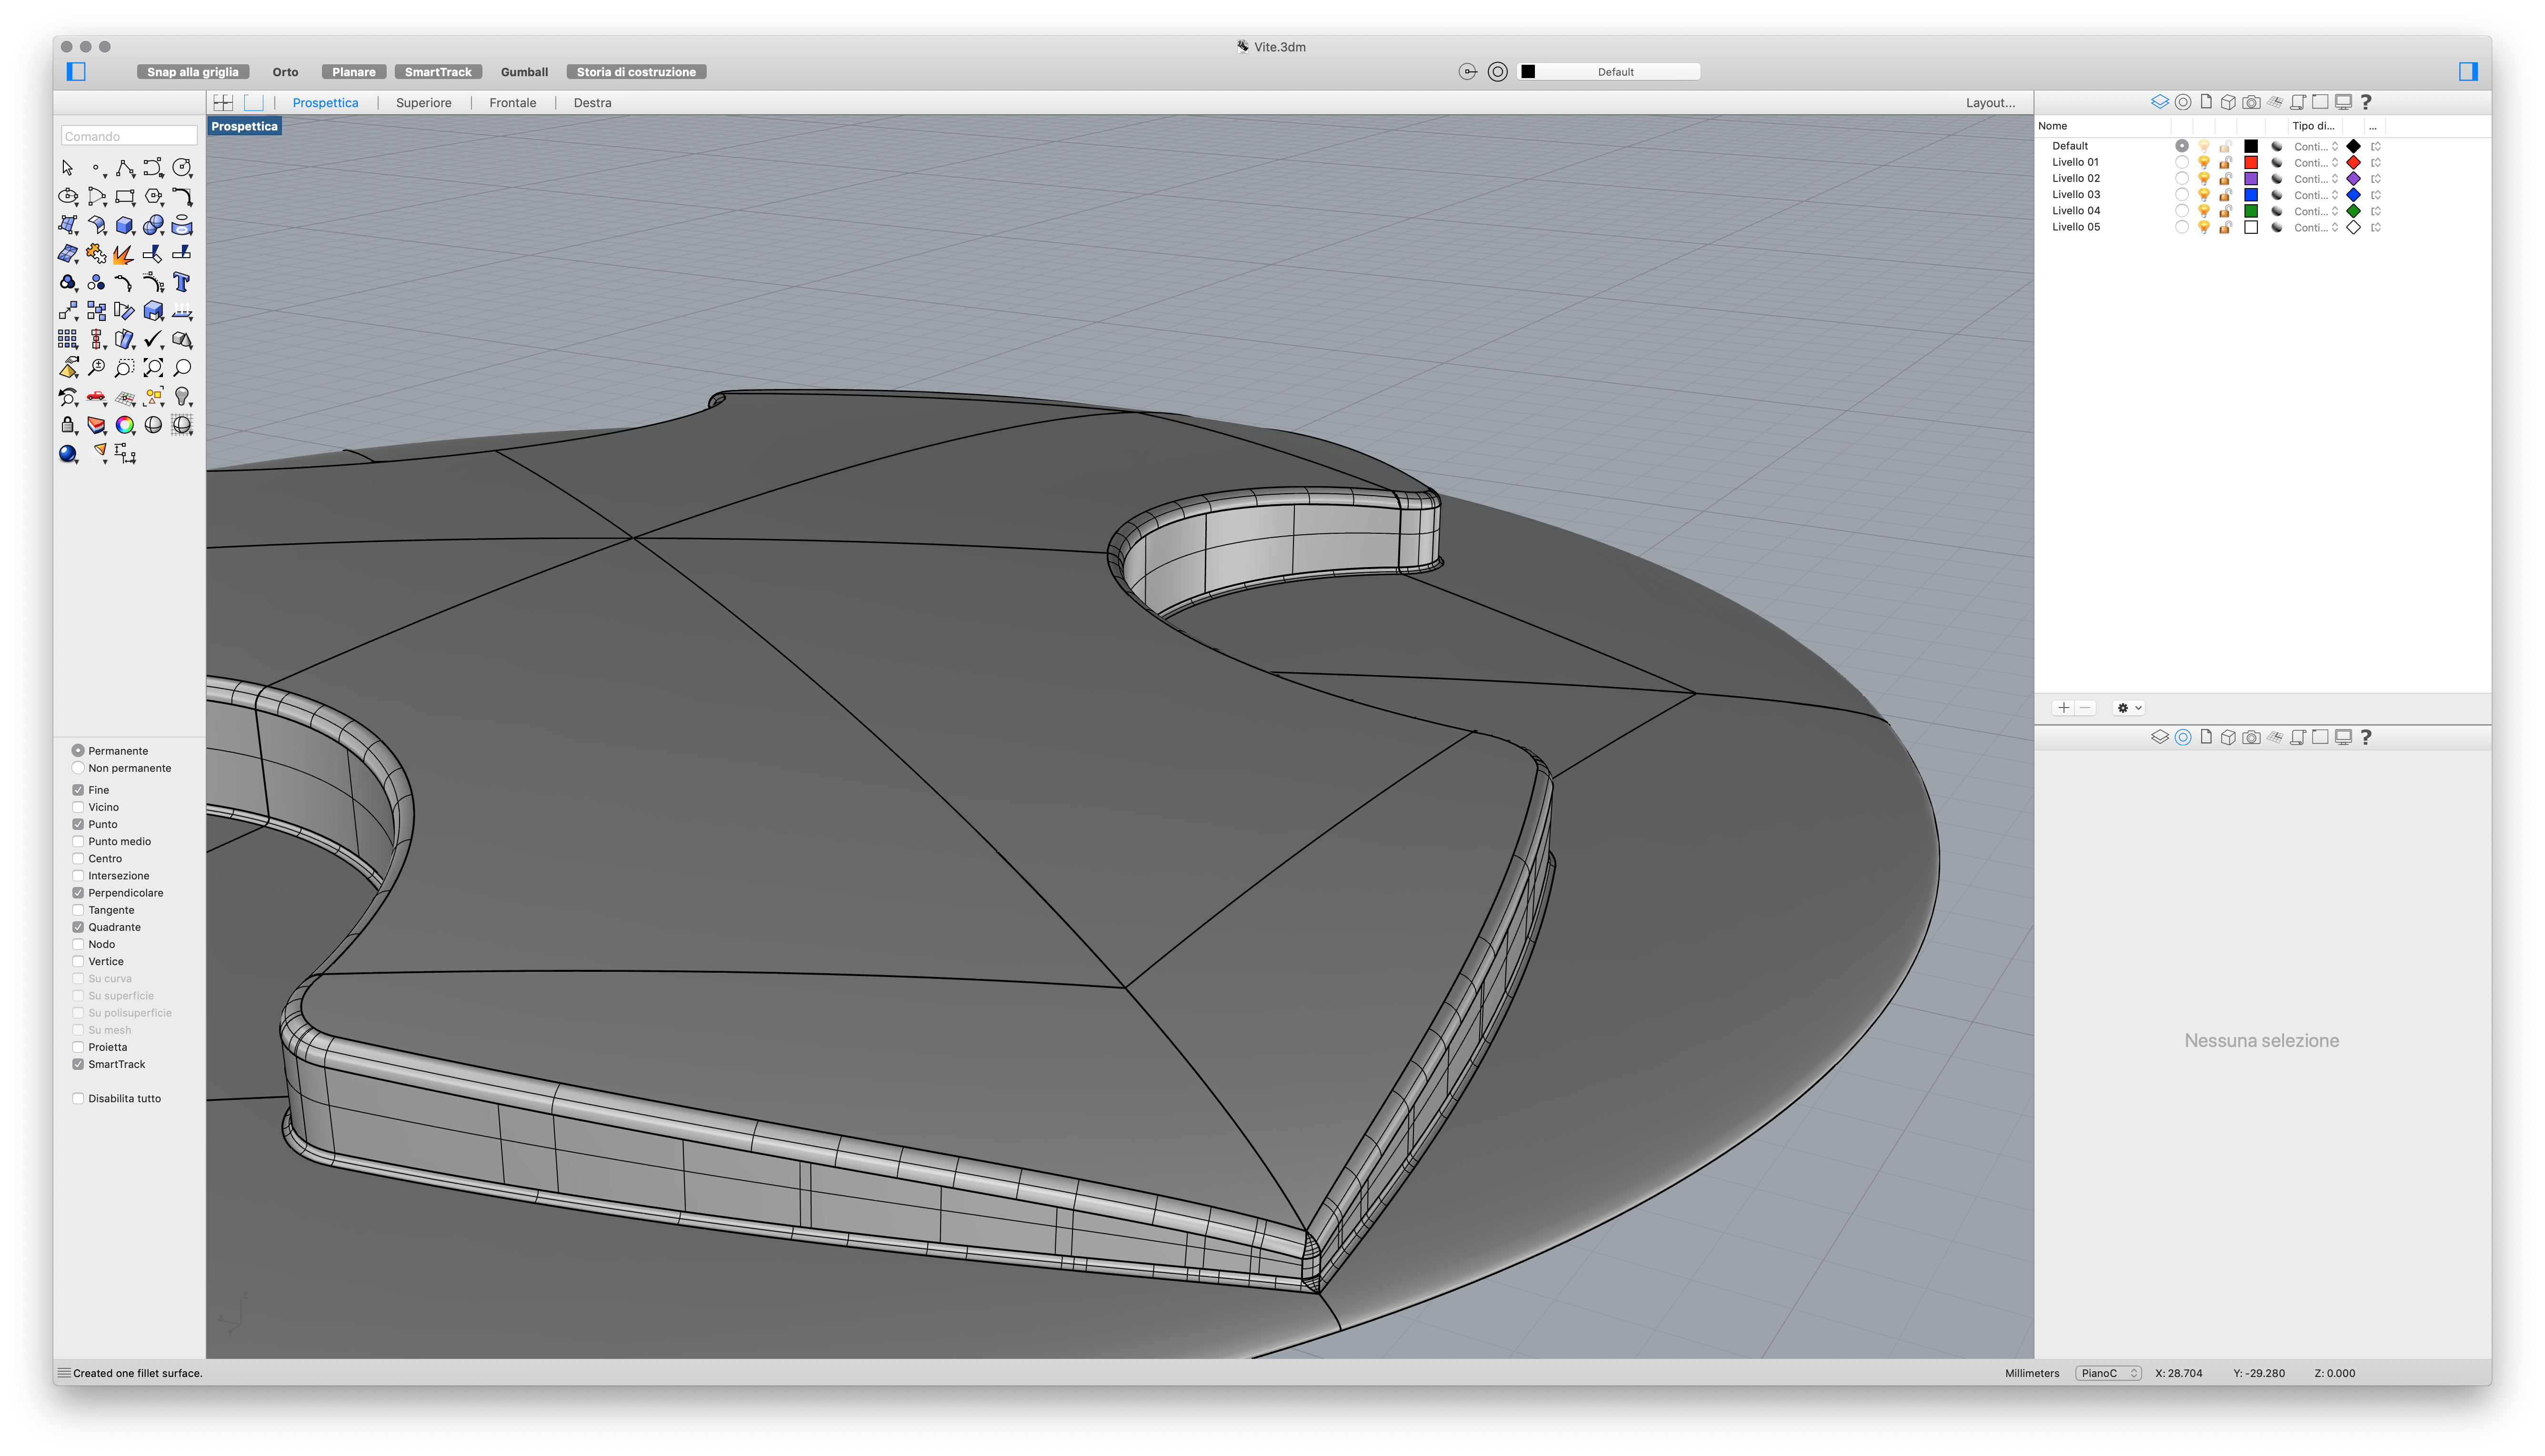 Vite.3dm
Snap alla griglia Orto Planare SmartTrack Gumball Storia di costruzione Default
Prospettica Superiore Frontale Destra Layout...
Prospettica
Comando
Permanente
Non permanente
Fine
Vicino
Punto
Punto medio
Centro
Intersezione
Perpendicolare
Tangente
Quadrante
Nodo
Vertice
Su curva
Su superficie
Su polisuperficie
Su mesh
Proietta
SmartTrack
Disabilita tutto
Nome Tipo di... ...
Default Conti...
Livello 01 Conti...
Livello 02 Conti...
Livello 03 Conti...
Livello 04 Conti...
Livello 05 Conti...
Nessuna selezione
Created one fillet surface. Millimeters PianoC X: 28.704 Y: -29.280 Z: 0.000